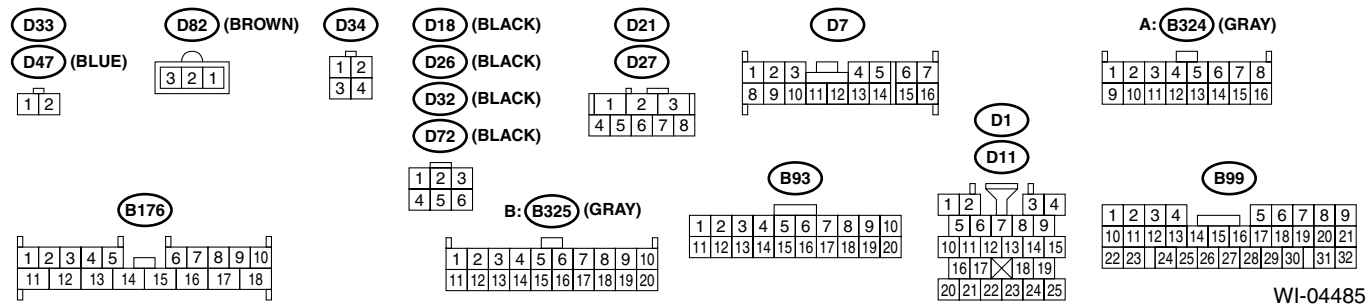 D33
D47 (BLUE)
1 2
D82 (BROWN)
3 2 1
D34
1 2
3 4
D18 (BLACK)
D26 (BLACK)
D32 (BLACK)
D72 (BLACK)
1 2 3
4 5 6
D21
D27
1 2 3
4 5 6 7 8
D7
1 2 3 4 5 6 7
8 9 10 11 12 13 14 15 16
A: B324 (GRAY)
1 2 3 4 5 6 7 8
9 10 11 12 13 14 15 16
B176
1 2 3 4 5 6 7 8 9 10
11 12 13 14 15 16 17 18
B: B325 (GRAY)
1 2 3 4 5 6 7 8 9 10
11 12 13 14 15 16 17 18 19 20
B93
1 2 3 4 5 6 7 8 9 10
11 12 13 14 15 16 17 18 19 20
D1
D11
1 2 3 4
5 6 7 8 9
10 11 12 13 14 15
16 17 18 19
20 21 22 23 24 25
B99
1 2 3 4 5 6 7 8 9
10 11 12 13 14 15 16 17 18 19 20 21
22 23 24 25 26 27 28 29 30 31 32
WI-04485